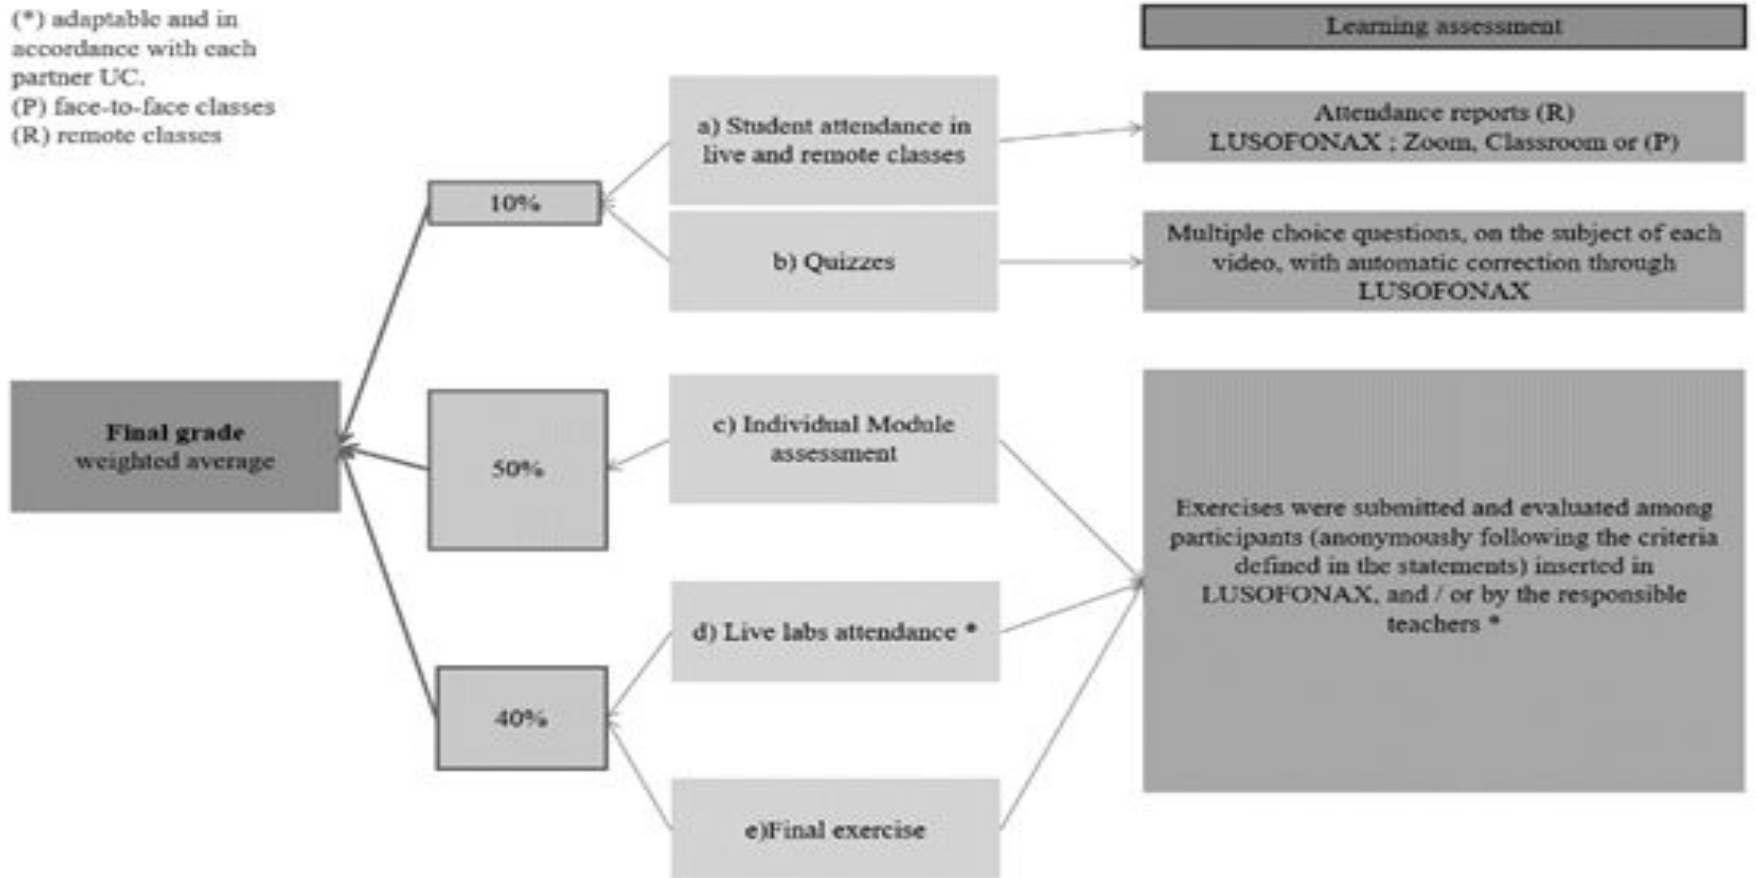 (*) adaptable and in
accordance with each
partner UC.
(P) face-to-face classes
(R) remote classes
Learning assessment
a) Student attendance in
live and remote classes
Attendance reports (R)
LUSOFONAX ; Zoom, Classroom or (P)
10%
b) Quizzes
Multiple choice questions, on the subject of each
video, with automatic correction through
LUSOFONAX
Final grade
weighted average
50%
c) Individual Module
assessment
Exercises were submitted and evaluated among
participants (anonymously following the criteria
defined in the statements) inserted in
LUSOFONAX, and / or by the responsible
teachers *
d) Live labs attendance *
40%
e)Final exercise